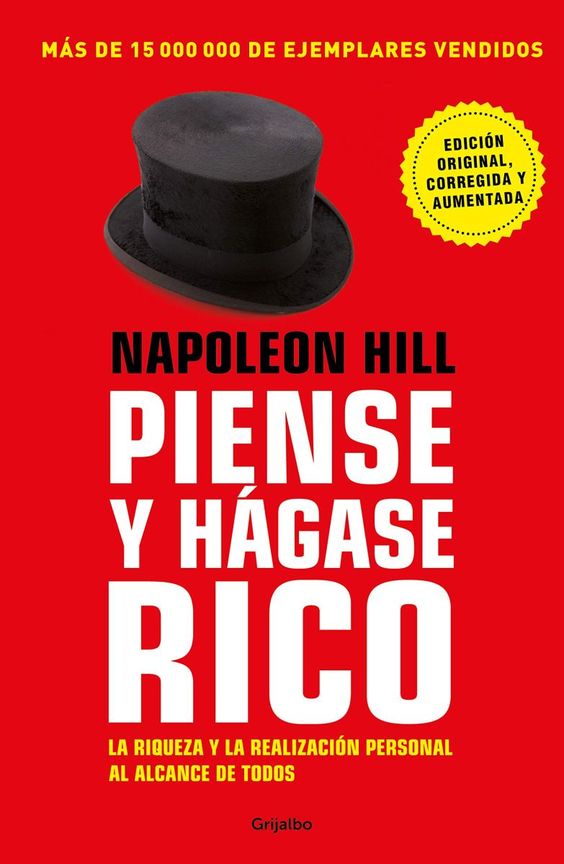 MÁS DE 15 000 000 DE EJEMPLARES VENDIDOS
EDICIÓN
ORIGINAL,
CORREGIDA Y
AUMENTADA
NAPOLEON HILL
PIENSE
Y HÁGASE
RICO
LA RIQUEZA Y LA REALIZACIÓN PERSONAL
AL ALCANCE DE TODOS
Grijalbo